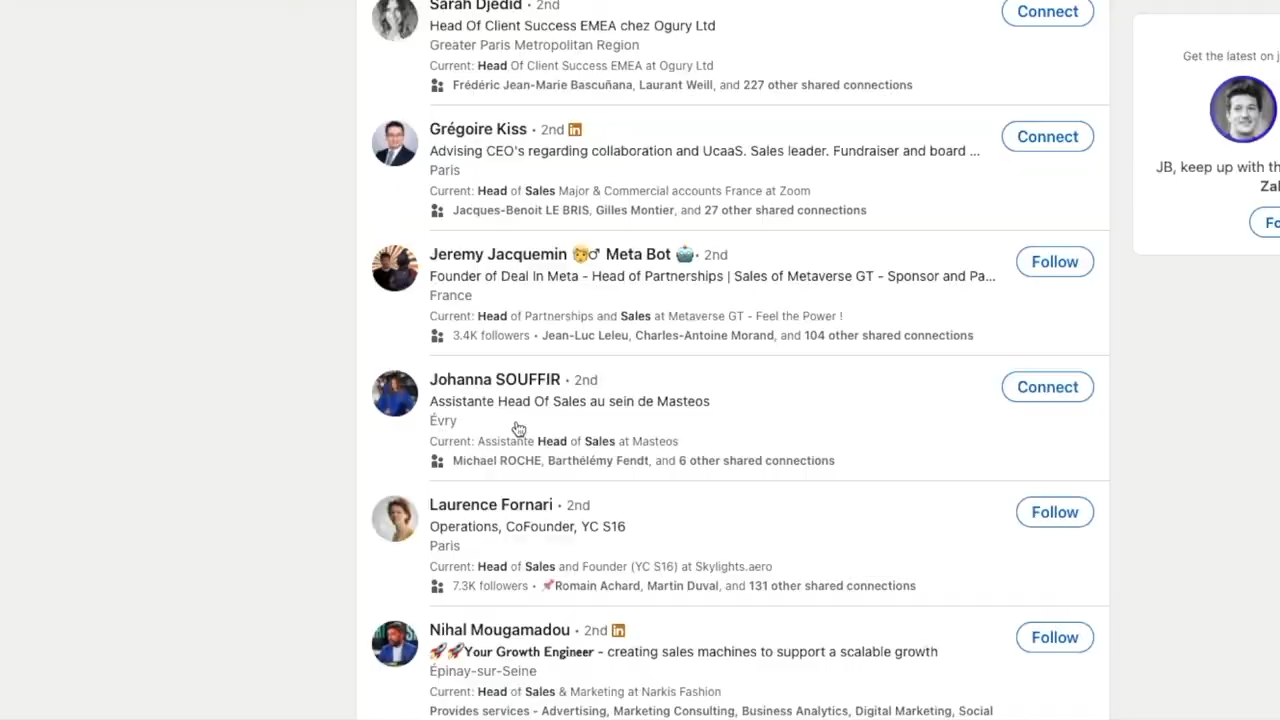 Sarah Djedid • 2nd
Connect
Head Of Client Success EMEA chez Ogury Ltd
Greater Paris Metropolitan Region
Current: Head Of Client Success EMEA at Ogury Ltd
Frédéric Jean-Marie Bascuñana, Laurant Weill, and 227 other shared connections
Grégoire Kiss • 2nd in
Connect
Advising CEO's regarding collaboration and UcaaS. Sales leader. Fundraiser and board ...
Paris
Current: Head of Sales Major & Commercial accounts France at Zoom
Jacques-Benoit LE BRIS, Gilles Montier, and 27 other shared connections
Jeremy Jacquemin 🧑♂ Meta Bot 🤖 • 2nd
Follow
Founder of Deal In Meta - Head of Partnerships | Sales of Metaverse GT - Sponsor and Pa...
France
Current: Head of Partnerships and Sales at Metaverse GT - Feel the Power !
3.4K followers • Jean-Luc Leleu, Charles-Antoine Morand, and 104 other shared connections
Johanna SOUFFIR • 2nd
Connect
Assistante Head Of Sales au sein de Masteos
Évry
Current: Assistante Head of Sales at Masteos
Michael ROCHE, Barthélémy Fendt, and 6 other shared connections
Laurence Fornari • 2nd
Follow
Operations, CoFounder, YC S16
Paris
Current: Head of Sales and Founder (YC S16) at Skylights.aero
7.3K followers • 📌Romain Achard, Martin Duval, and 131 other shared connections
Nihal Mougamadou • 2nd in
Follow
🚀🚀Your Growth Engineer - creating sales machines to support a scalable growth
Épinay-sur-Seine
Current: Head of Sales & Marketing at Narkis Fashion
Provides services - Advertising, Marketing Consulting, Business Analytics, Digital Marketing, Social
Get the latest on j
JB, keep up with th
Zal
Fo